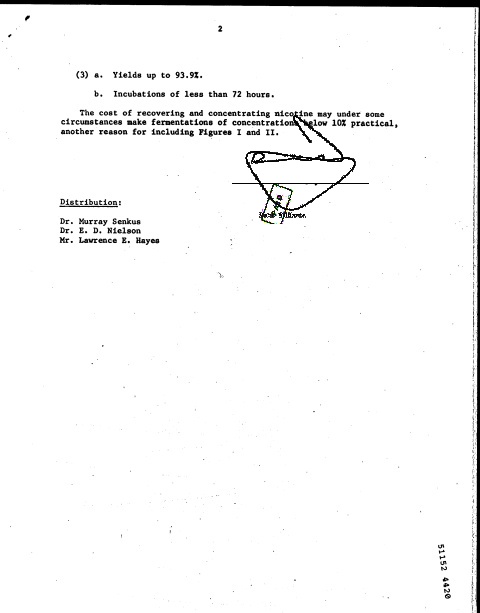 2
(3) a. Yields up to 93.9%.
b. Incubations of less than 72 hours.
The cost of recovering and concentrating nicotine may under some
circumstances make fermentations of concentrations below 10% practical,
another reason for including Figures I and II.
Distribution:
Dr. Murray Senkus
Dr. E. D. Nielson
Mr. Lawrence E. Hayes
51152 4420